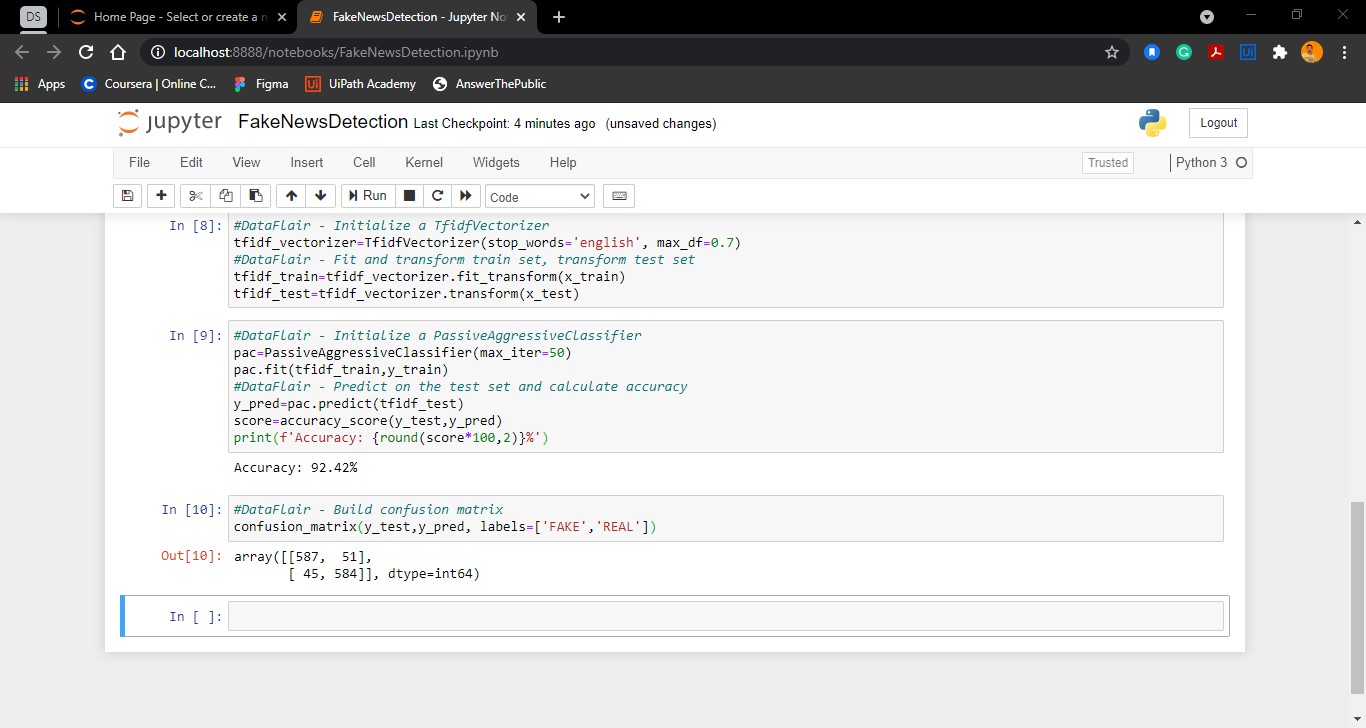 DS
Home Page - Select or create a n
FakeNewsDetection - Jupyter No
localhost:8888/notebooks/FakeNewsDetection.ipynb
Apps
Coursera | Online C...
Figma
UiPath Academy
AnswerThePublic
jupyter FakeNewsDetection Last Checkpoint: 4 minutes ago (unsaved changes)
Logout
File Edit View Insert Cell Kernel Widgets Help
Trusted
Python 3
Run
Code
In [8]: #DataFlair - Initialize a TfidfVectorizer
tfidf_vectorizer=TfidfVectorizer(stop_words='english', max_df=0.7)
#DataFlair - Fit and transform train set, transform test set
tfidf_train=tfidf_vectorizer.fit_transform(x_train)
tfidf_test=tfidf_vectorizer.transform(x_test)
In [9]: #DataFlair - Initialize a PassiveAggressiveClassifier
pac=PassiveAggressiveClassifier(max_iter=50)
pac.fit(tfidf_train,y_train)
#DataFlair - Predict on the test set and calculate accuracy
y_pred=pac.predict(tfidf_test)
score=accuracy_score(y_test,y_pred)
print(f'Accuracy: {round(score*100,2)}%')
Accuracy: 92.42%
In [10]: #DataFlair - Build confusion matrix
confusion_matrix(y_test,y_pred, labels=['FAKE','REAL'])
Out[10]: array([[587,  51],
       [ 45, 584]], dtype=int64)
In [ ]: